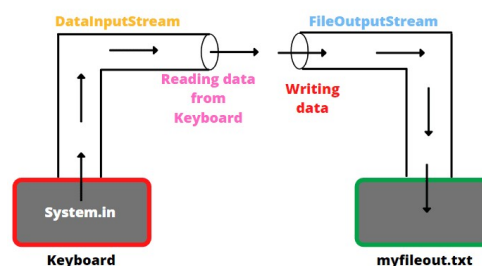 DataInputStream
FileOutputStream
Reading data
from
Keyboard
Writing
data
System.in
Keyboard
myfileout.txt